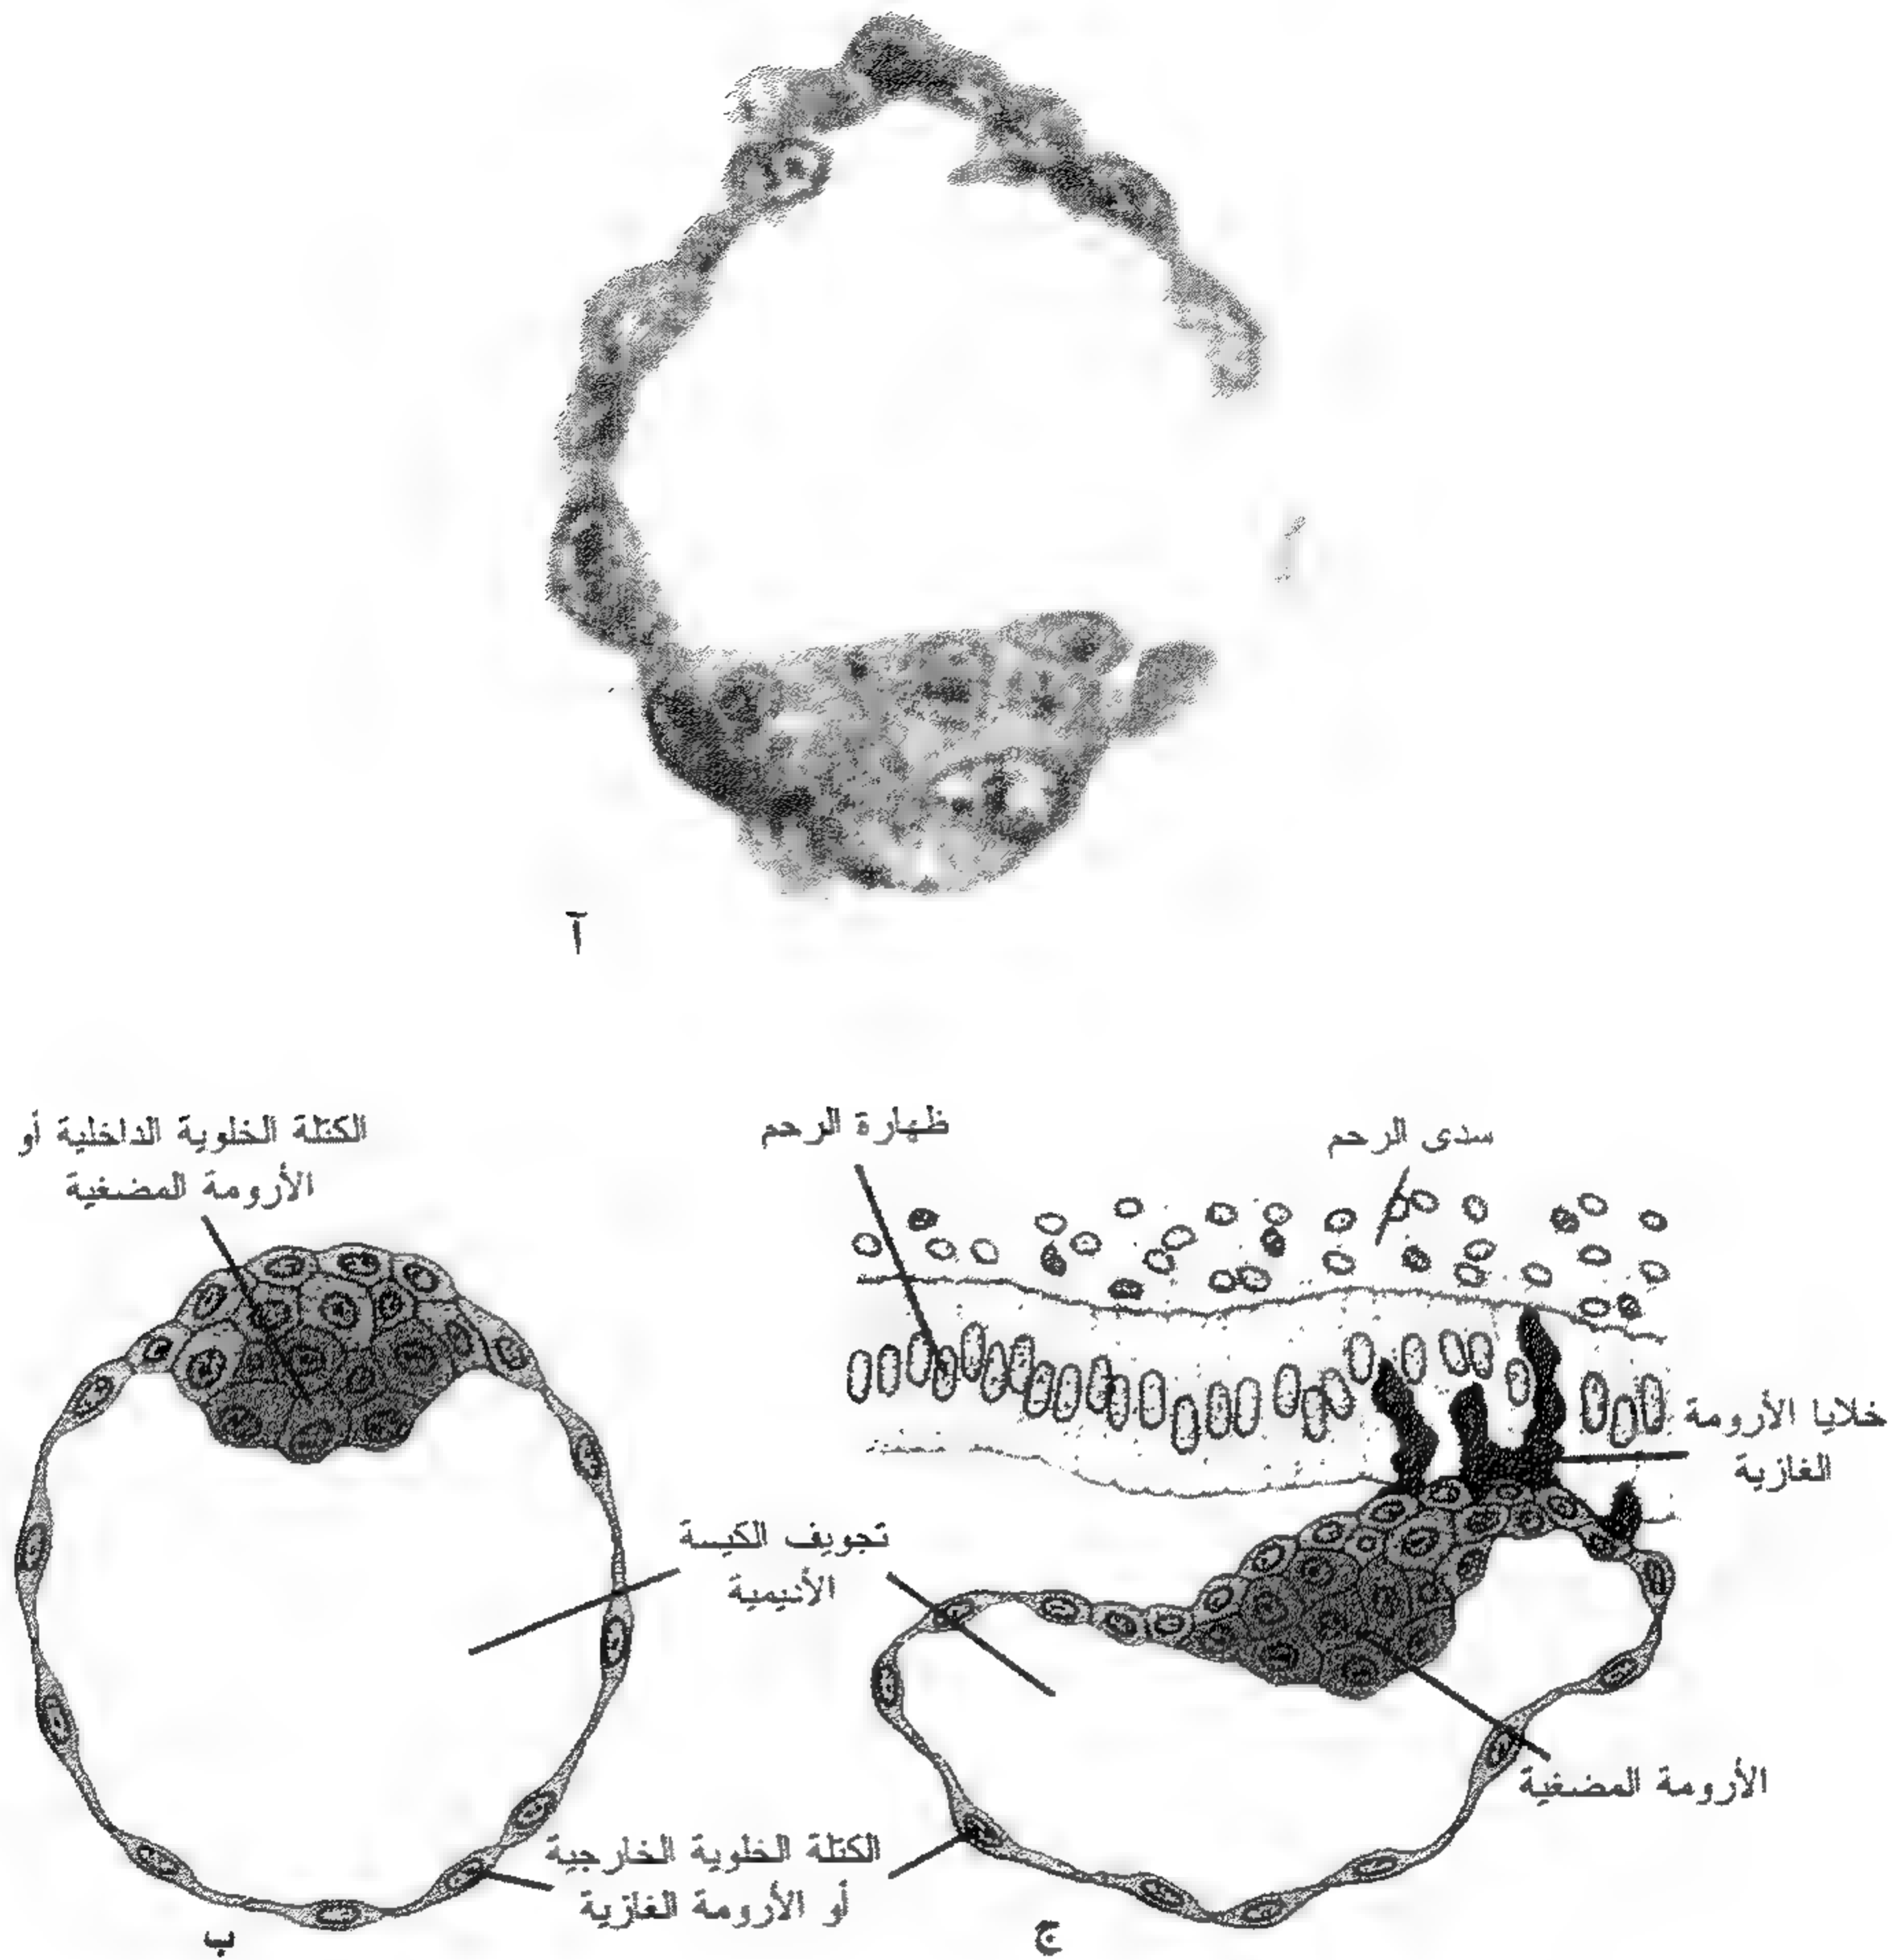 آ
الكتلة الخلوية الداخلية أو
الأرومة المضغية
ظهارة الرحم
سدى الرحم
خلايا الأرومة
الغازية
تجويف الكيسة
الأريمية
الأرومة المضغية
الكتلة الخلوية الخارجية
أو الأرومة الغازية
ب
ج